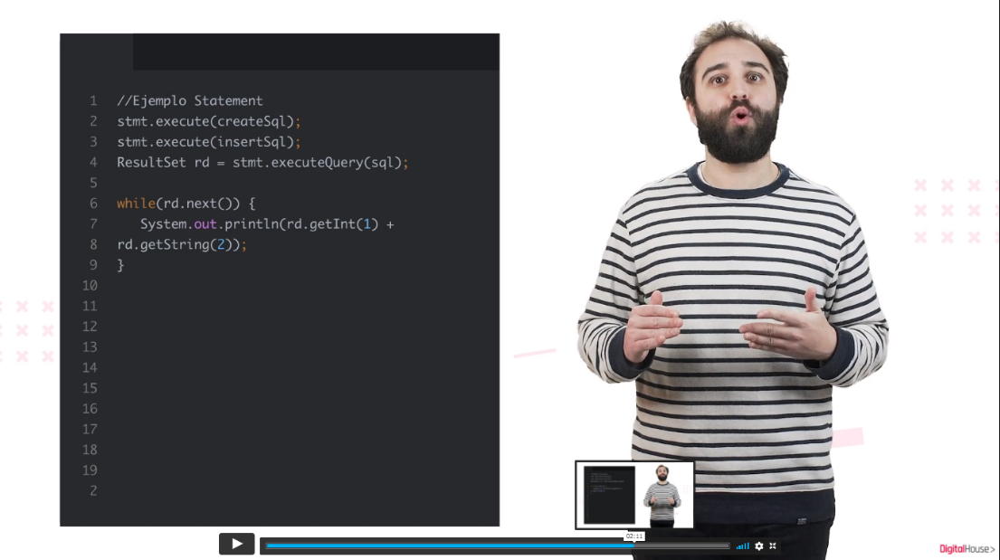 1 //Ejemplo Statement
2 stmt.execute(createSql);
3 stmt.execute(insertSql);
4 ResultSet rd = stmt.executeQuery(sql);
5
6 while(rd.next()) {
7 System.out.println(rd.getInt(1) +
8 rd.getString(2));
9 }
10
11
12
13
14
15
16
17
18
19
2
02:11
DigitalHouse>